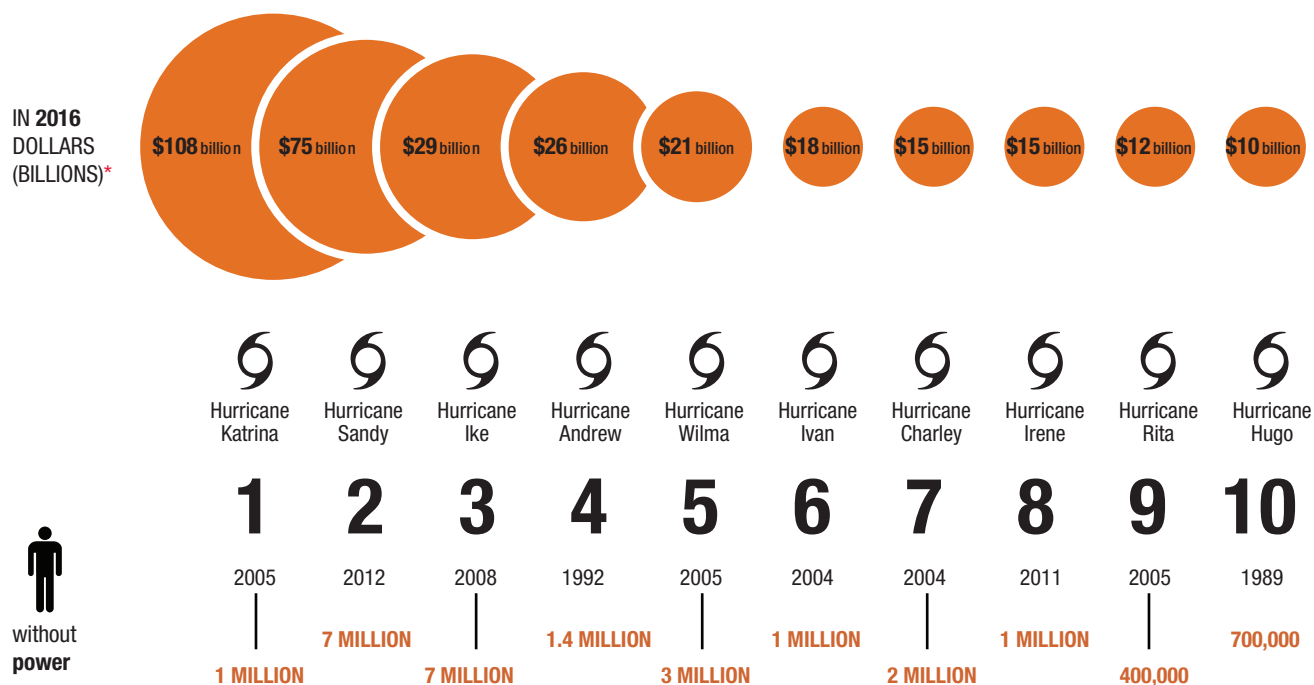 IN 2016
DOLLARS
(BILLIONS)*
$108 billion $75 billion $29 billion $26 billion $21 billion $18 billion $15 billion $15 billion $12 billion $10 billion
Hurricane Hurricane Hurricane Hurricane Hurricane Hurricane Hurricane Hurricane Hurricane Hurricane
Katrina Sandy Ike Andrew Wilma Ivan Charley Irene Rita Hugo
1 2 3 4 5 6 7 8 9 10
2005 2012 2008 1992 2005 2004 2004 2011 2005 1989
without
power
7 MILLION 1.4 MILLION 1 MILLION 1 MILLION 700,000
1 MILLION 7 MILLION 3 MILLION 2 MILLION 400,000